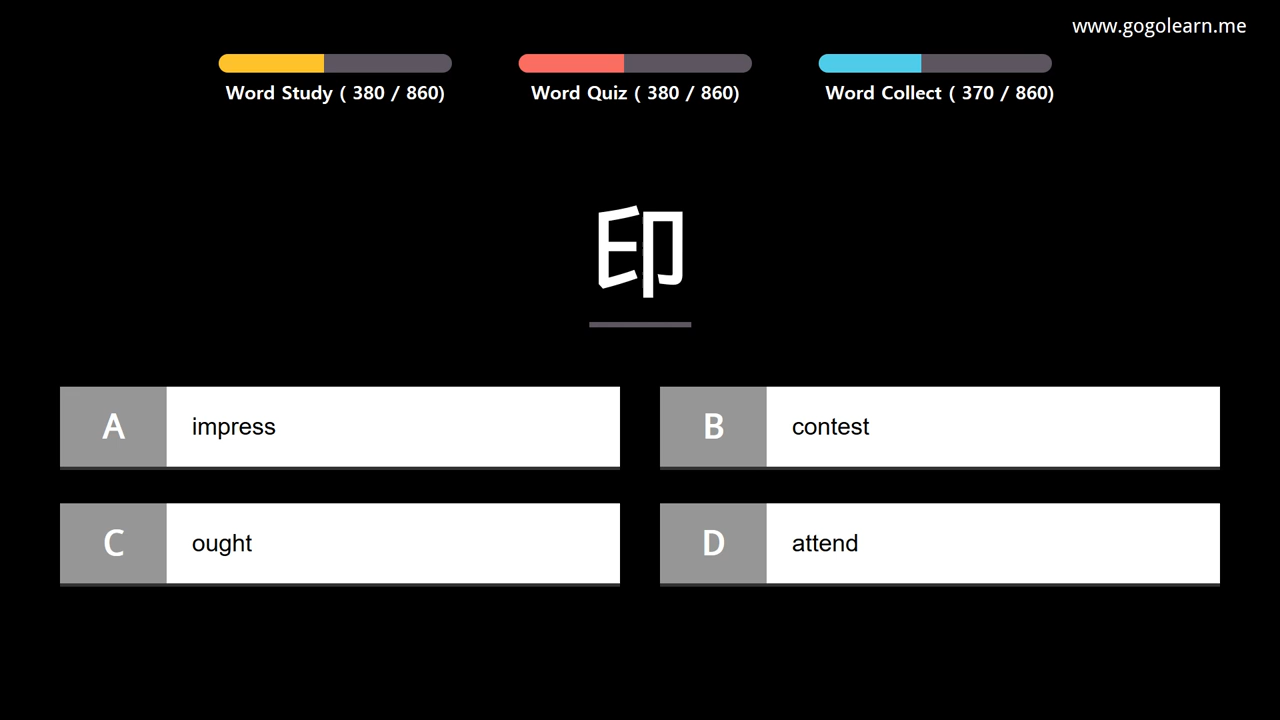 www.gogolearn.me
Word Study ( 380 / 860)
Word Quiz ( 380 / 860)
Word Collect ( 370 / 860)
印
A impress
B contest
C ought
D attend